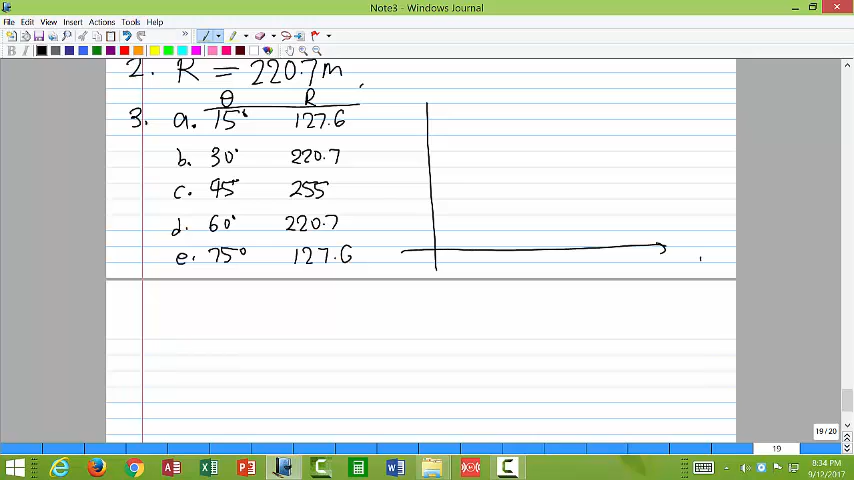 Note3 - Windows Journal
File Edit View Insert Actions Tools Help
B I
2. R = 220.7m
θ R
3. a. 15° 127.6
b. 30° 220.7
c. 45° 255
d. 60° 220.7
e. 75° 127.6
19/20
19
8:34 PM
9/12/2017